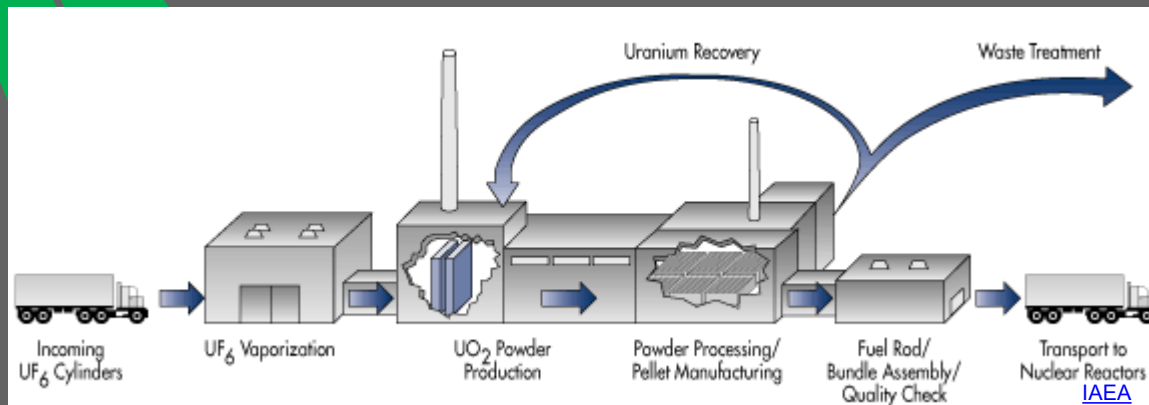 Uranium Recovery
Waste Treatment
Incoming
UF6 Cylinders
UF6 Vaporization
UO2 Powder
Production
Powder Processing/
Pellet Manufacturing
Fuel Rod/
Bundle Assembly/
Quality Check
Transport to
Nuclear Reactors
IAEA